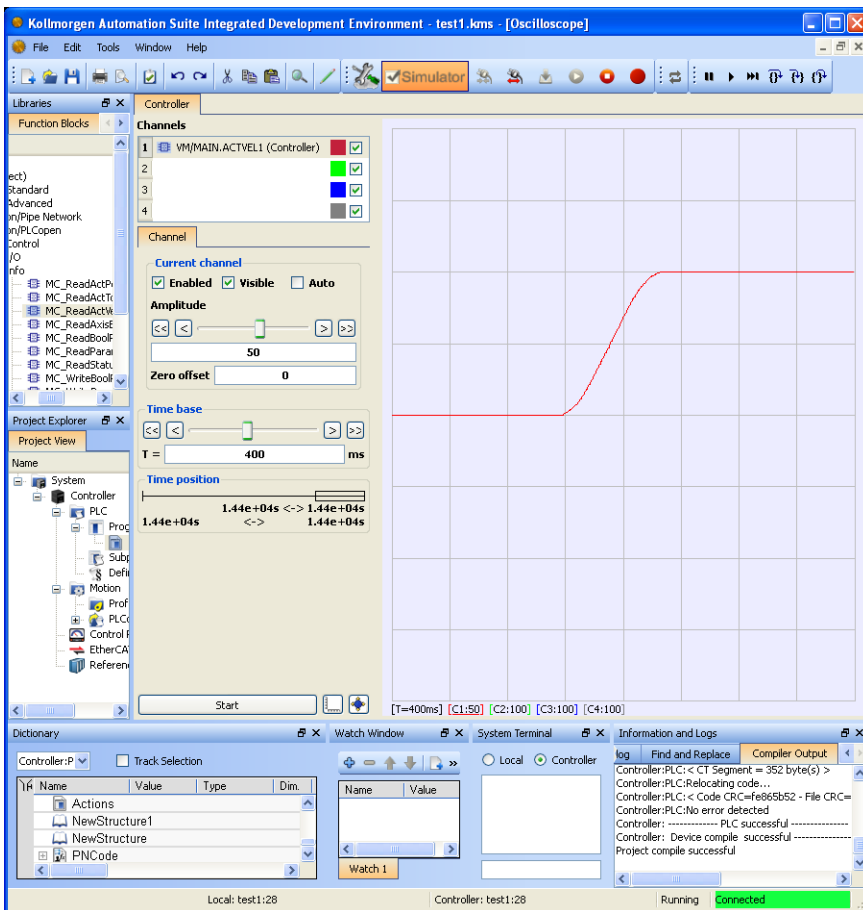 Kollmorgen Automation Suite Integrated Development Environment - test1.kms - [Oscilloscope]
File Edit Tools Window Help
Simulator
Libraries
Function Blocks
ect)
Standard
Advanced
on/Pipe Network
on/PLCopen
Control
/O
nfo
MC_ReadActP
MC_ReadActTo
MC_ReadActVe
MC_ReadAxisE
MC_ReadBoolP
MC_ReadParar
MC_ReadStatu
MC_WriteBoolF
Project Explorer
Project View
Name
System
Controller
PLC
Prog
Subp
Defin
Motion
Prof
PLCo
Control P
EtherCA
Referen
Controller
Channels
1 VM/MAIN.ACTVEL1 (Controller)
2
3
4
Channel
Current channel
Enabled Visible Auto
Amplitude
<< < > >>
50
Zero offset 0
Time base
<< < > >>
T = 400 ms
Time position
1.44e+04s <-> 1.44e+04s
1.44e+04s <-> 1.44e+04s
Start
[T=400ms] [C1:50] [C2:100] [C3:100] [C4:100]
Dictionary
Controller:P Track Selection
Name Value Type Dim.
Actions
NewStructure1
NewStructure
PNCode
Watch Window
»
Name Value
Watch 1
System Terminal
Local Controller
Information and Logs
log Find and Replace Compiler Output
Controller:PLC:< CT Segment = 352 byte(s) >
Controller:PLC:Relocating code...
Controller:PLC:< Code CRC=fe865b52 - File CRC=
Controller:PLC:No error detected
Controller: ------------- PLC successful ---------------
Controller: Device compile successful ---------------
Project compile successful
Local: test1:28 Controller: test1:28 Running Connected